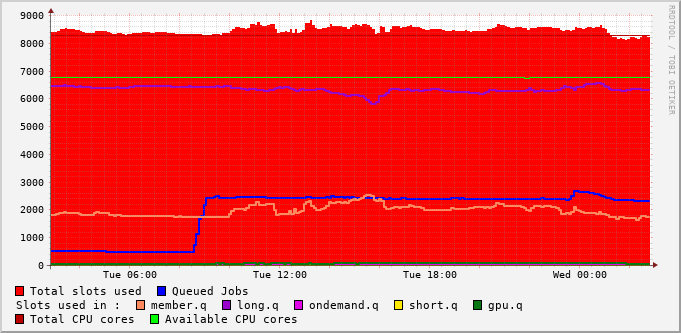 9000
8000
7000
6000
5000
4000
3000
2000
1000
0
Tue 06:00 Tue 12:00 Tue 18:00 Wed 00:00
RRDTOOL / TOBI OETIKER
Total slots used Queued Jobs
Slots used in : member.q long.q ondemand.q short.q gpu.q
Total CPU cores Available CPU cores